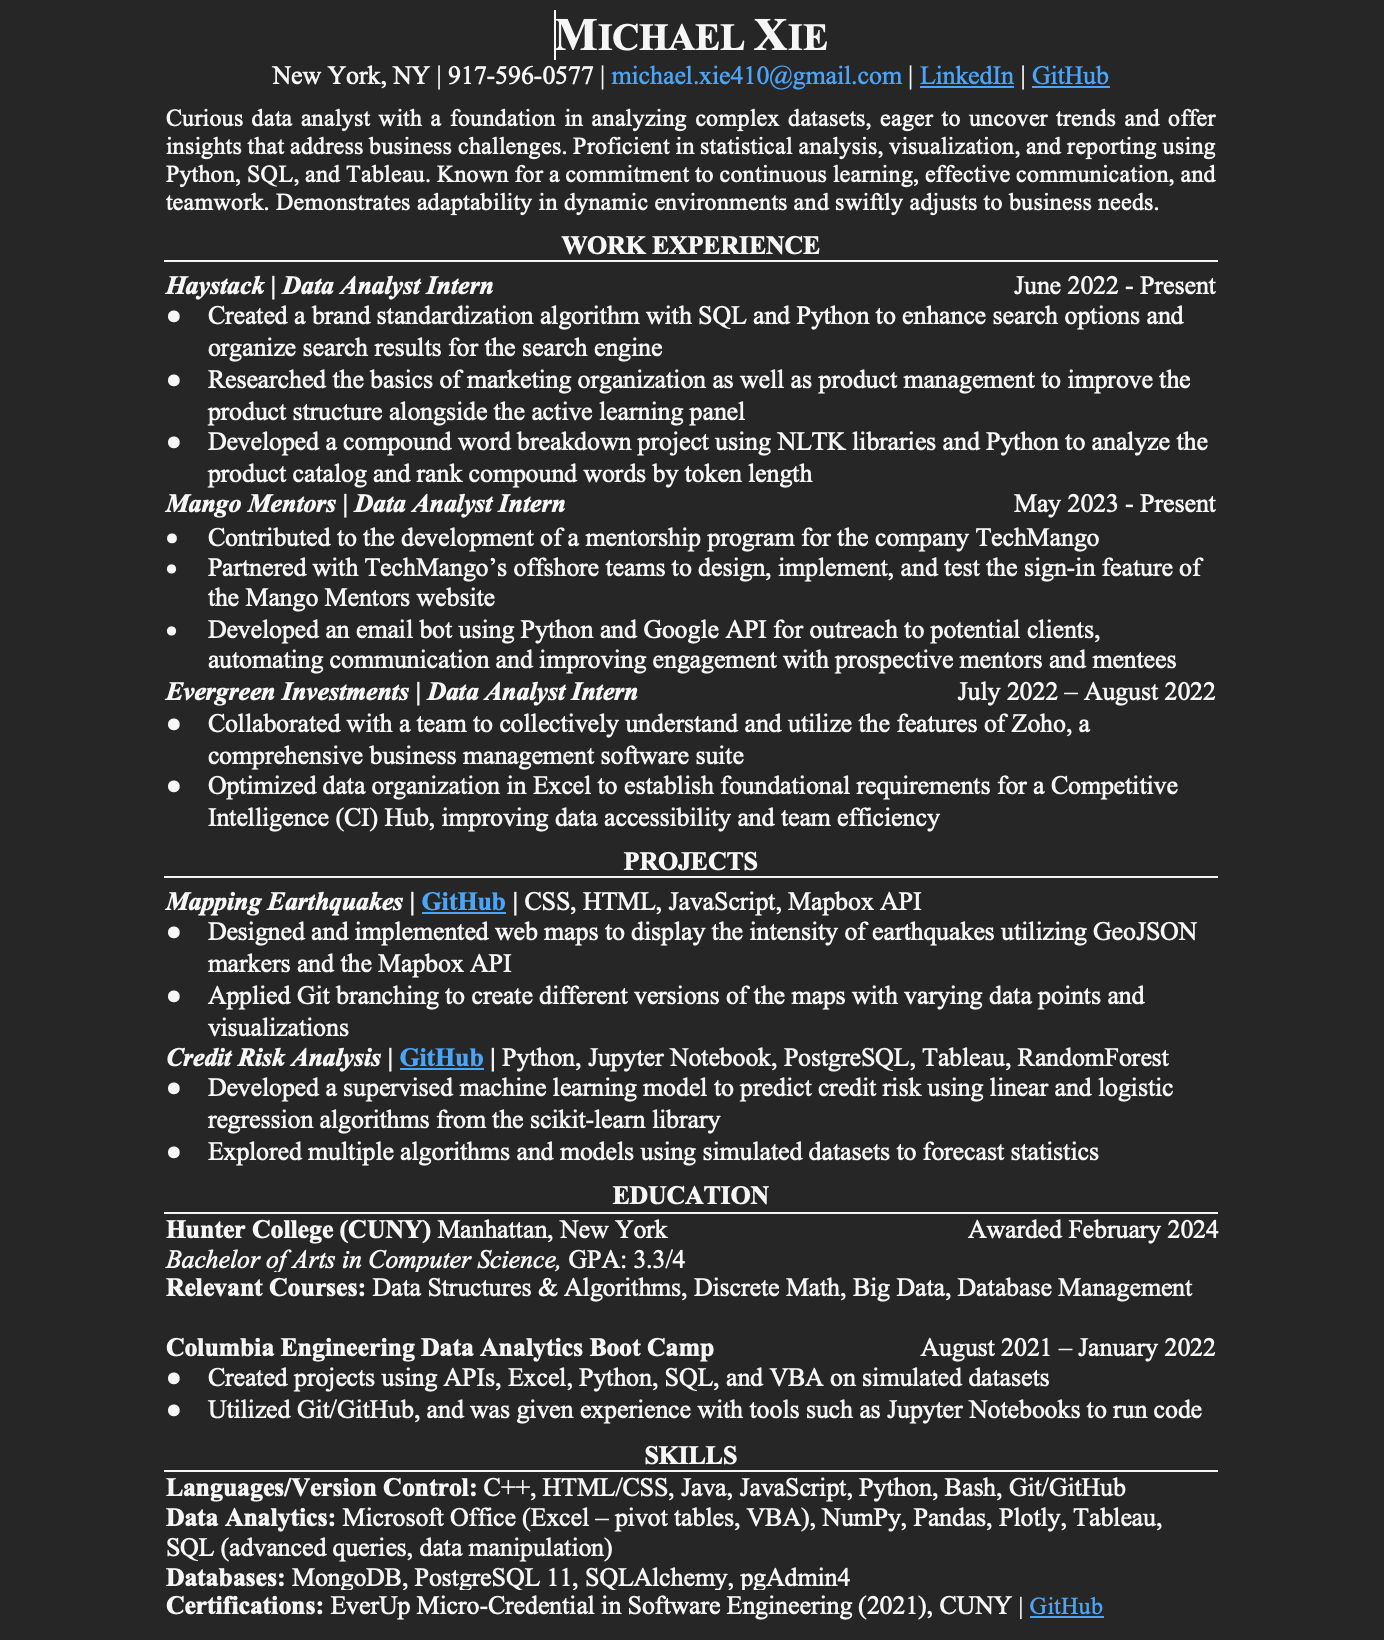 MICHAEL XIE
New York, NY | 917-596-0577 | michael.xie410@gmail.com | LinkedIn | GitHub
Curious data analyst with a foundation in analyzing complex datasets, eager to uncover trends and offer
insights that address business challenges. Proficient in statistical analysis, visualization, and reporting using
Python, SQL, and Tableau. Known for a commitment to continuous learning, effective communication, and
teamwork. Demonstrates adaptability in dynamic environments and swiftly adjusts to business needs.
WORK EXPERIENCE
Haystack | Data Analyst Intern June 2022 - Present
● Created a brand standardization algorithm with SQL and Python to enhance search options and
organize search results for the search engine
● Researched the basics of marketing organization as well as product management to improve the
product structure alongside the active learning panel
● Developed a compound word breakdown project using NLTK libraries and Python to analyze the
product catalog and rank compound words by token length
Mango Mentors | Data Analyst Intern May 2023 - Present
● Contributed to the development of a mentorship program for the company TechMango
● Partnered with TechMango’s offshore teams to design, implement, and test the sign-in feature of
the Mango Mentors website
● Developed an email bot using Python and Google API for outreach to potential clients,
automating communication and improving engagement with prospective mentors and mentees
Evergreen Investments | Data Analyst Intern July 2022 – August 2022
● Collaborated with a team to collectively understand and utilize the features of Zoho, a
comprehensive business management software suite
● Optimized data organization in Excel to establish foundational requirements for a Competitive
Intelligence (CI) Hub, improving data accessibility and team efficiency
PROJECTS
Mapping Earthquakes | GitHub | CSS, HTML, JavaScript, Mapbox API
● Designed and implemented web maps to display the intensity of earthquakes utilizing GeoJSON
markers and the Mapbox API
● Applied Git branching to create different versions of the maps with varying data points and
visualizations
Credit Risk Analysis | GitHub | Python, Jupyter Notebook, PostgreSQL, Tableau, RandomForest
● Developed a supervised machine learning model to predict credit risk using linear and logistic
regression algorithms from the scikit-learn library
● Explored multiple algorithms and models using simulated datasets to forecast statistics
EDUCATION
Hunter College (CUNY) Manhattan, New York Awarded February 2024
Bachelor of Arts in Computer Science, GPA: 3.3/4
Relevant Courses: Data Structures & Algorithms, Discrete Math, Big Data, Database Management
Columbia Engineering Data Analytics Boot Camp August 2021 – January 2022
● Created projects using APIs, Excel, Python, SQL, and VBA on simulated datasets
● Utilized Git/GitHub, and was given experience with tools such as Jupyter Notebooks to run code
SKILLS
Languages/Version Control: C++, HTML/CSS, Java, JavaScript, Python, Bash, Git/GitHub
Data Analytics: Microsoft Office (Excel – pivot tables, VBA), NumPy, Pandas, Plotly, Tableau,
SQL (advanced queries, data manipulation)
Databases: MongoDB, PostgreSQL 11, SQLAlchemy, pgAdmin4
Certifications: EverUp Micro-Credential in Software Engineering (2021), CUNY | GitHub